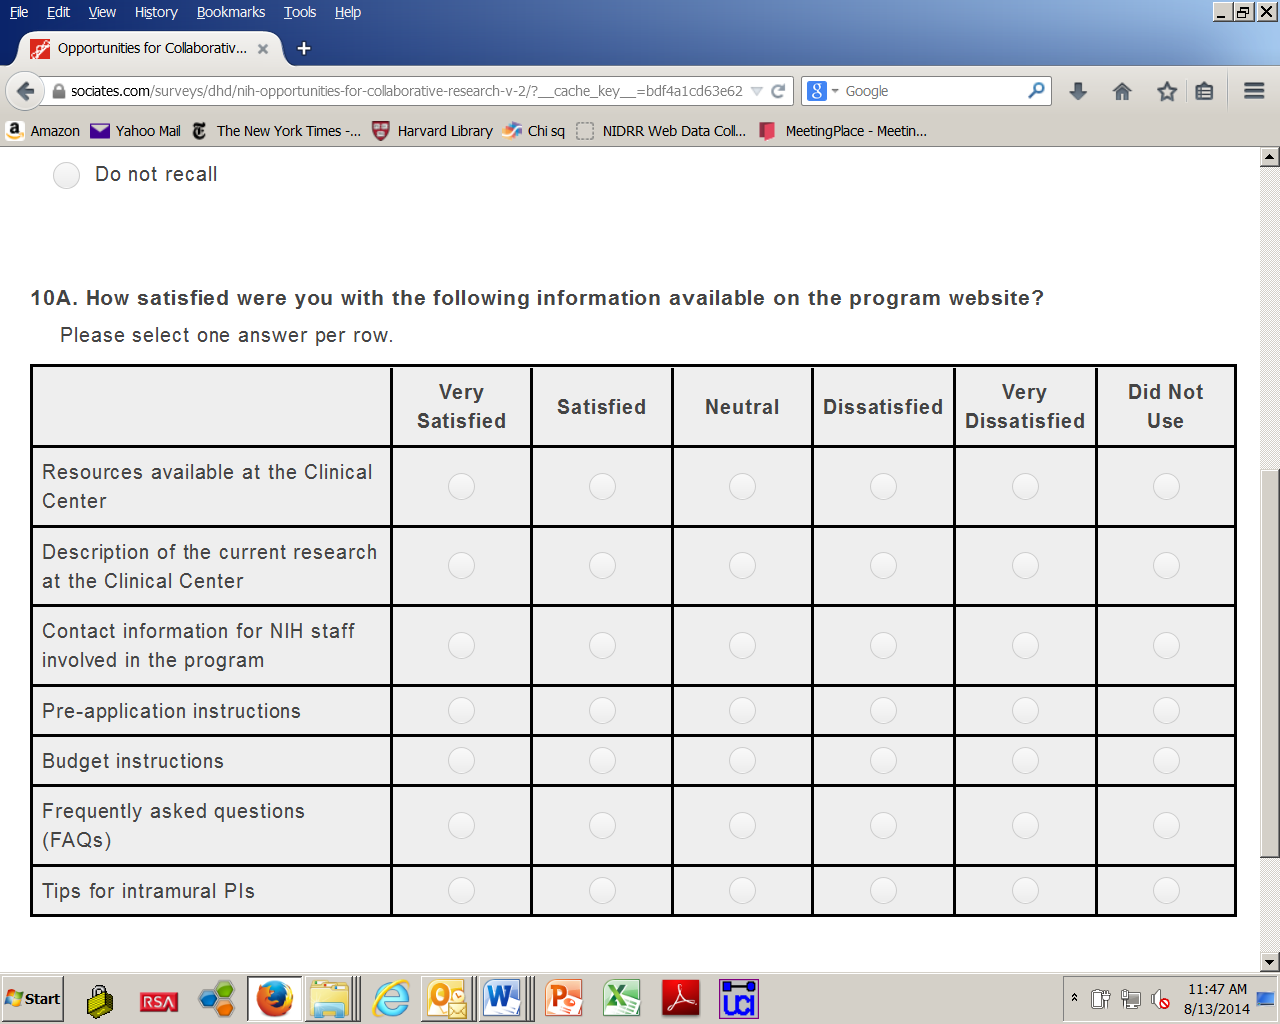 File Edit View History Bookmarks Tools Help
Opportunities for Collaborativ...
sociates.com/surveys/dhd/nih-opportunities-for-collaborative-research-v-2/?__cache_key__=bdf4a1cd63e62
Google
Amazon Yahoo Mail The New York Times -... Harvard Library Chi sq NIDRR Web Data Coll... MeetingPlace - Meetin...
Do not recall
10A. How satisfied were you with the following information available on the program website?
Please select one answer per row.
Very
Satisfied
Satisfied
Neutral
Dissatisfied
Very
Dissatisfied
Did Not
Use
Resources available at the Clinical
Center
Description of the current research
at the Clinical Center
Contact information for NIH staff
involved in the program
Pre-application instructions
Budget instructions
Frequently asked questions
(FAQs)
Tips for intramural PIs
Start
RSA
UCI
11:47 AM
8/13/2014